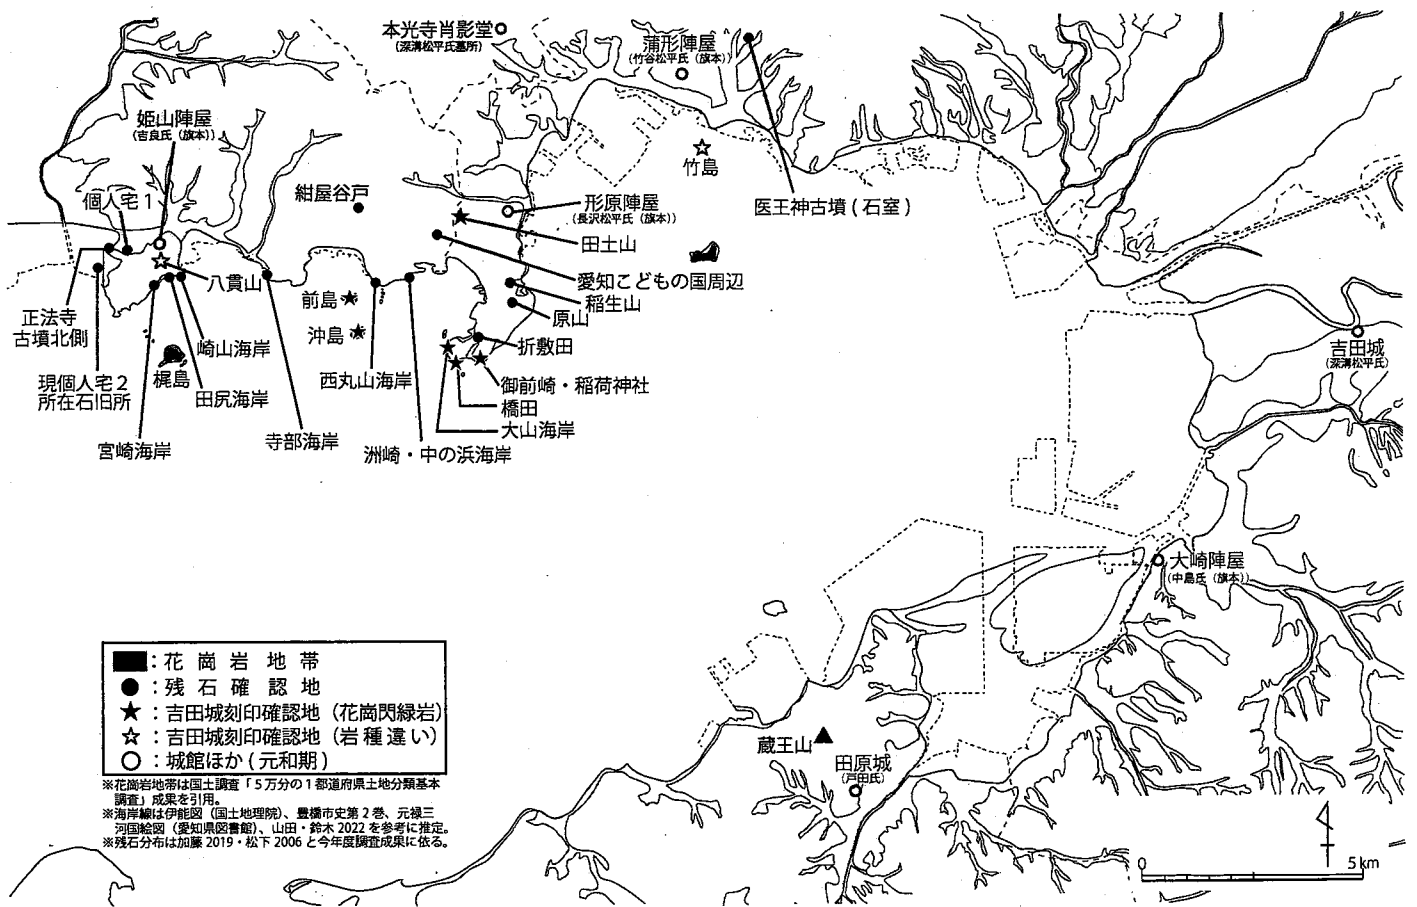 本光寺肖影堂
(深溝松平氏墓所)
蒲形陣屋
(竹谷松平氏（旗本）)
姫山陣屋
(吉良氏（旗本）)
竹島
紺屋谷戸
個人宅１
形原陣屋
(長沢松平氏（旗本）)
医王神古墳 ( 石室 )
田土山
愛知こどもの国周辺
八貫山
稲生山
前島
原山
正法寺
古墳北側
沖島
折敷田
崎山海岸
吉田城
(深溝松平氏)
梶島
西丸山海岸
現個人宅２
所在石旧所
田尻海岸
御前崎・稲荷神社
橋田
大山海岸
宮崎海岸
寺部海岸
洲崎・中の浜海岸
大崎陣屋
(中島氏（旗本）)
：花崗岩地帯
：残石確認地
：吉田城刻印確認地（花崗閃緑岩）
：吉田城刻印確認地（岩種違い）
：城館ほか ( 元和期 )
蔵王山
田原城
(戸田氏)
※花崗岩地帯は国土調査「５万分の１都道府県土地分類基本
調査」成果を引用。
※海岸線は伊能図（国土地理院）、豊橋市史第２巻、元禄三
河国絵図（愛知県図書館）、山田・鈴木 2022 を参考に推定。
※残石分布は加藤 2019・松下 2006 と今年度調査成果に依る。
0
5 km